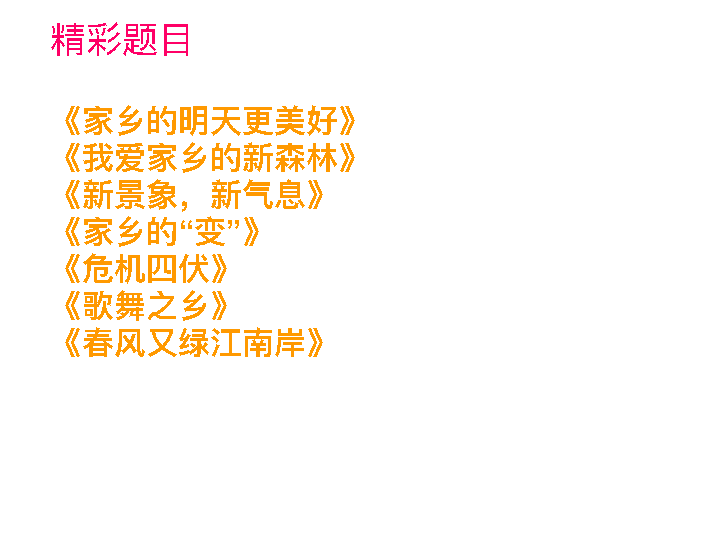 精彩题目
《家乡的明天更美好》
《我爱家乡的新森林》
《新景象，新气息》
《家乡的“变”》
《危机四伏》
《歌舞之乡》
《春风又绿江南岸》